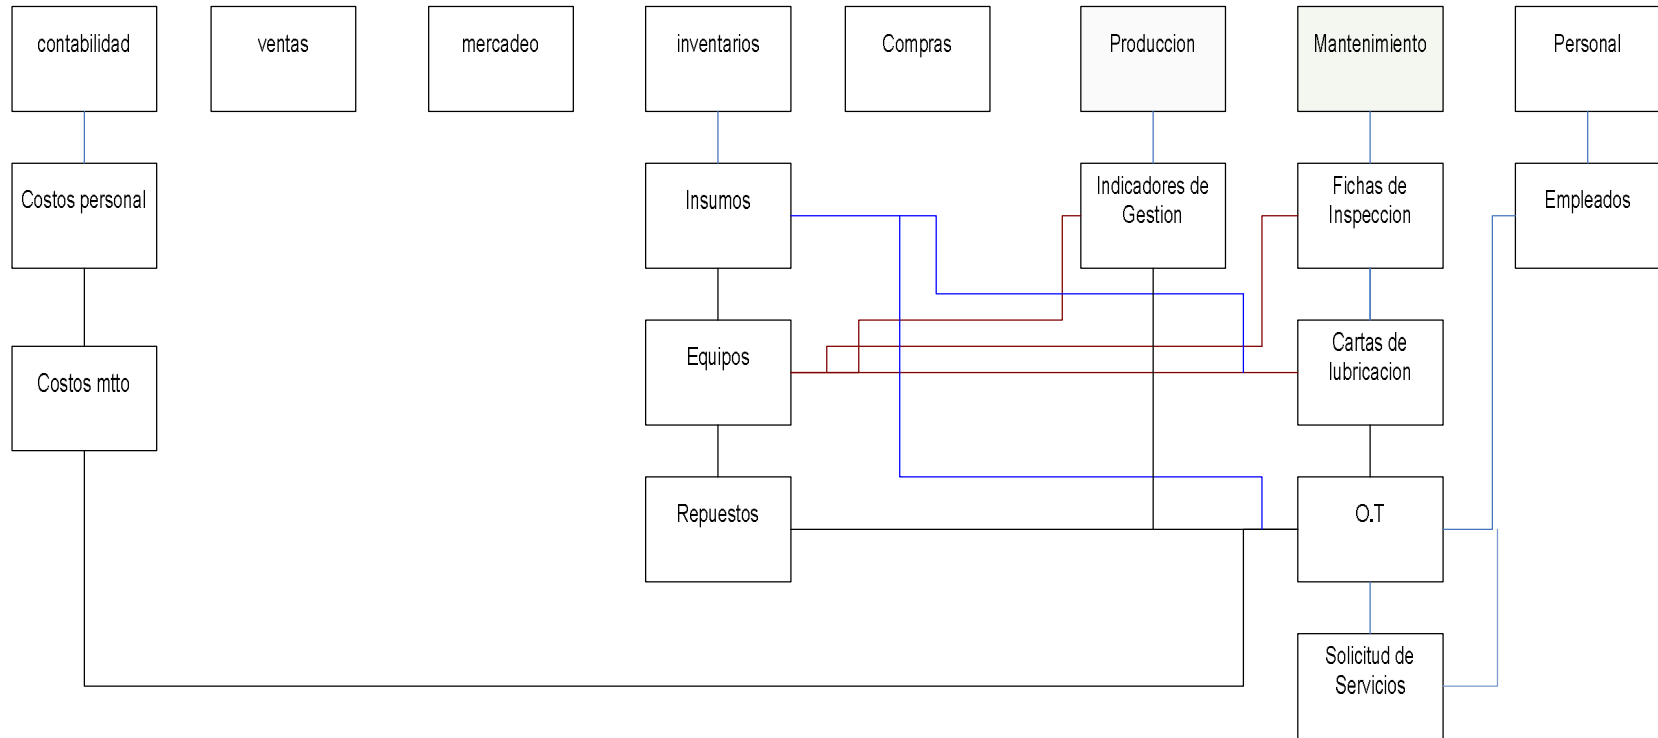 contabilidad
ventas
mercadeo
inventarios
Compras
Produccion
Mantenimiento
Personal
Costos personal
Insumos
Indicadores de
Gestion
Fichas de
Inspeccion
Empleados
Costos mtto
Equipos
Cartas de
lubricacion
Repuestos
O.T
Solicitud de
Servicios